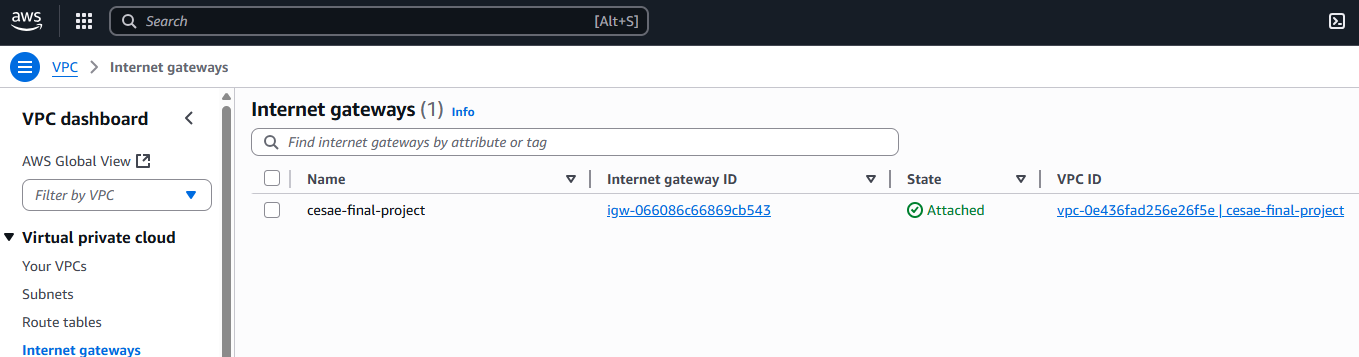 aws
Search [Alt+S]
VPC > Internet gateways
VPC dashboard
AWS Global View
Filter by VPC
Virtual private cloud
Your VPCs
Subnets
Route tables
Internet gateways
Internet gateways (1) Info
Find internet gateways by attribute or tag
Name Internet gateway ID State VPC ID
cesae-final-project igw-066086c66869cb543 Attached vpc-0e436fad256e26f5e | cesae-final-project